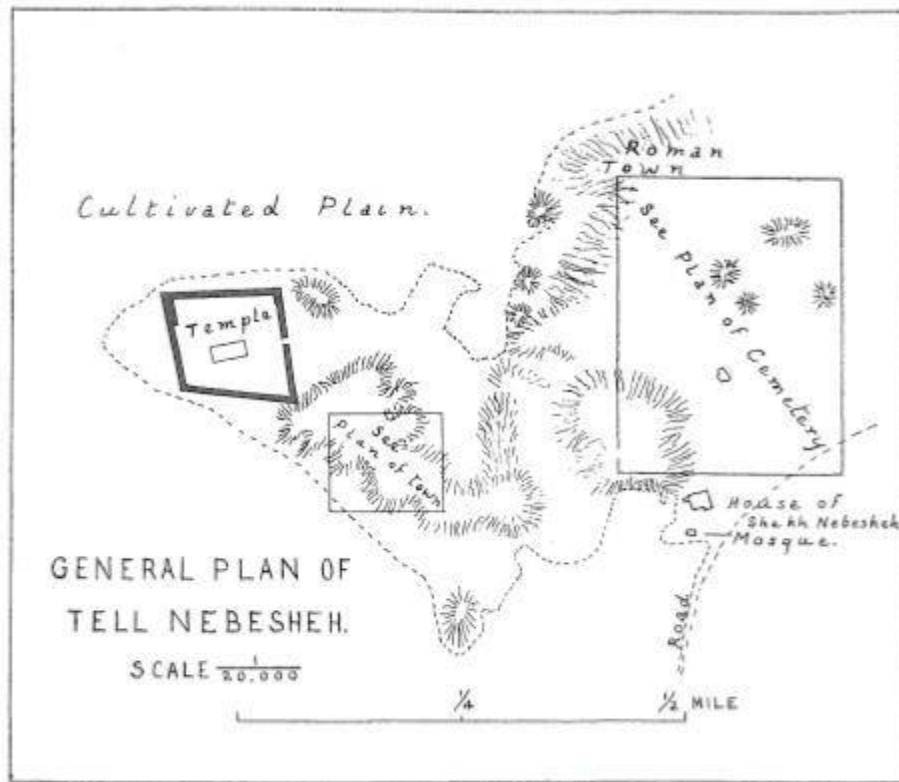 ROMAN
TOWN
Cultivated Plain.
See plan of Cemetery
Temple
See
Plan of Town
House of
Shekh Nebesheh
Mosque.
GENERAL PLAN OF
TELL NEBESHEH.
SCALE 1/20.000
Road
1/4 1/2 MILE